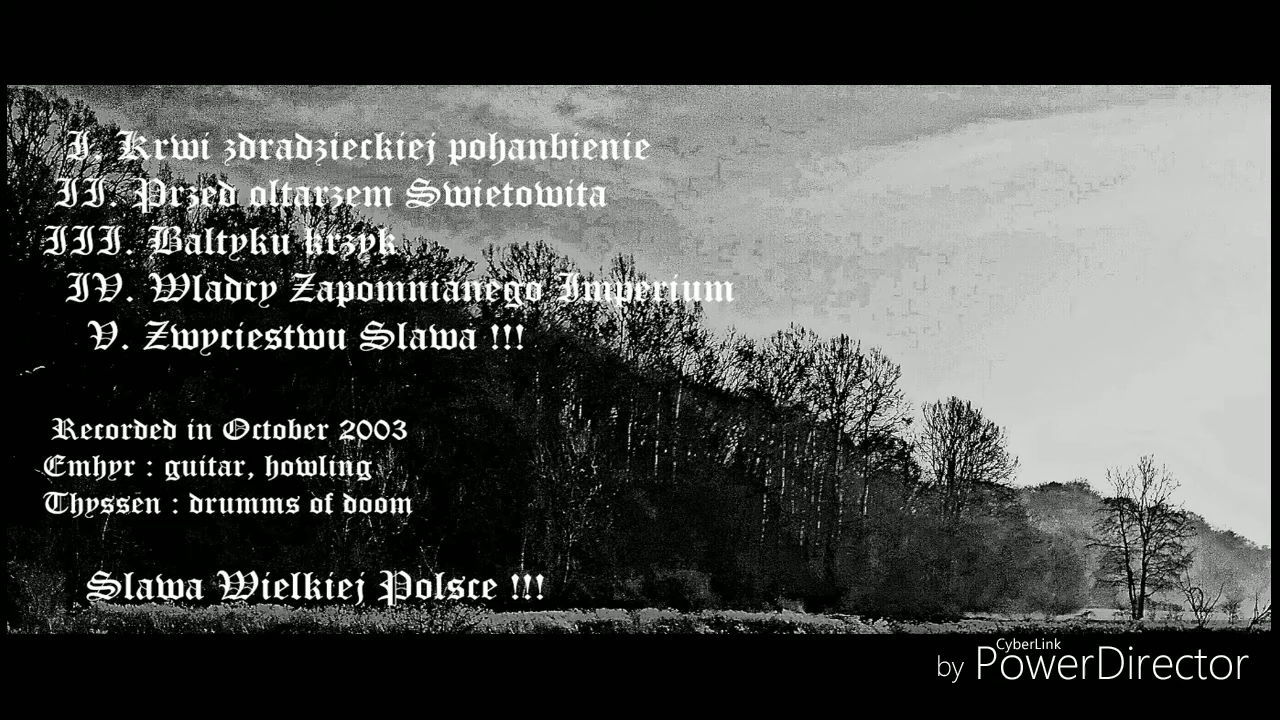 I. Krwi zdradzieckiej pohanbienie
II. Przed oltarzem Swietowita
III. Baltyku krzyk
IV. Wladcy Zapomnianego Imperium
V. Zwyciestwu Slawa !!!
Recorded in October 2003
Emhyr : guitar, howling
Thyssen : drumms of doom
Slawa Wielkiej Polsce !!!
CyberLink
by PowerDirector